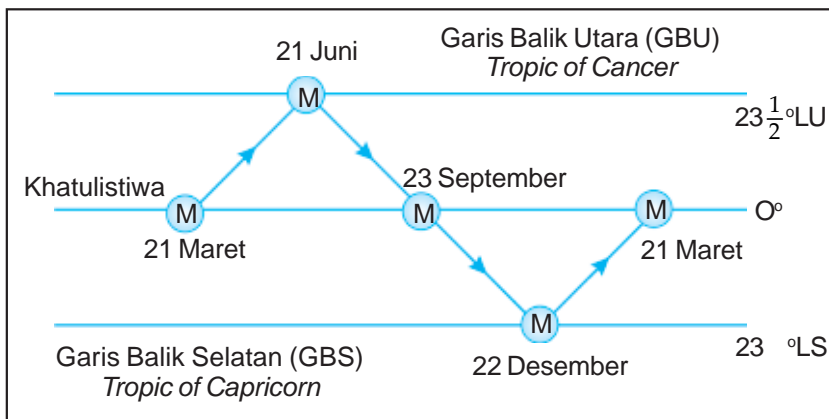 21 Juni
Garis Balik Utara (GBU)
Tropic of Cancer
M
23 1/2 °LU
Khatulistiwa
23 September
M
M
M
O°
21 Maret
21 Maret
M
Garis Balik Selatan (GBS)
Tropic of Capricorn
22 Desember
23 °LS